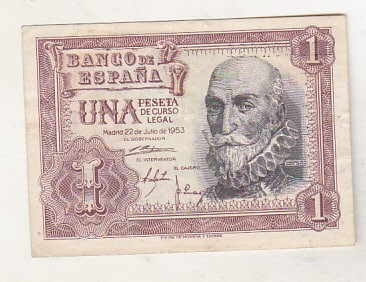 1
BANCO DE
ESPAÑA
UNA PESETA
DE CURSO
LEGAL
Madrid 22 de Julio de 1953
EL GOBERNADOR
EL INTERVENTOR
EL CAJERO
1
1